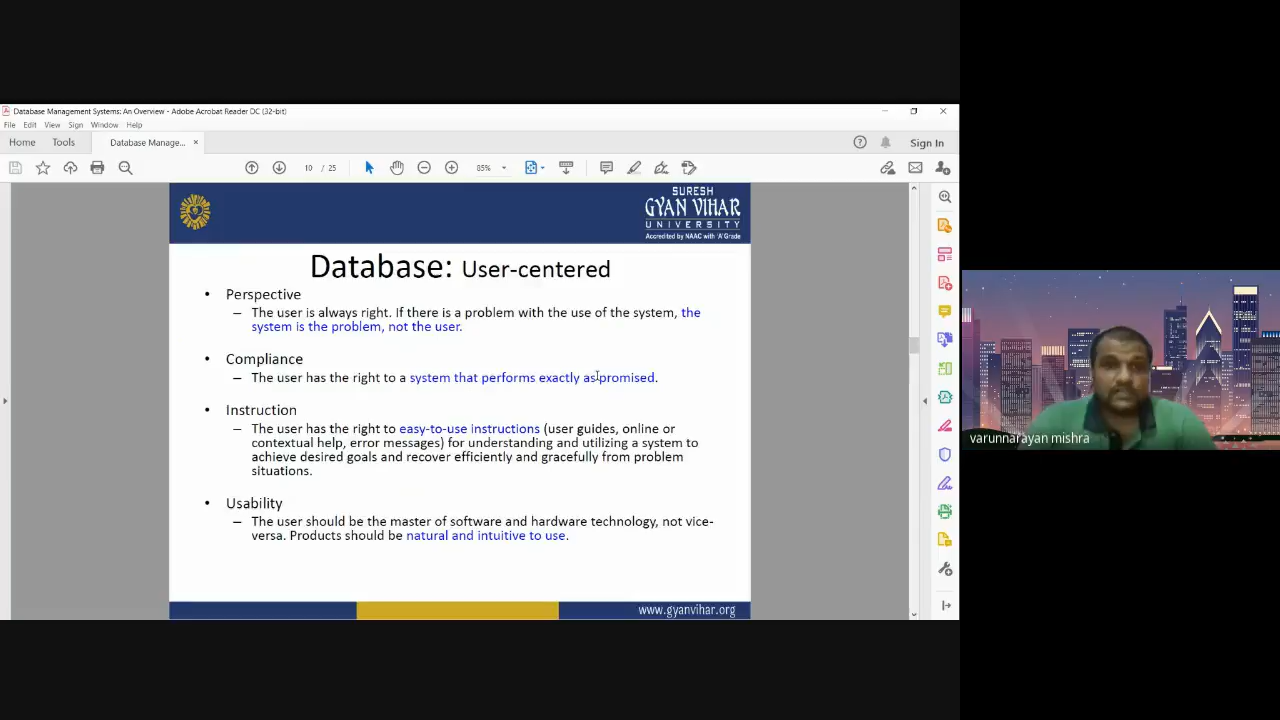 Database Management Systems: An Overview - Adobe Acrobat Reader DC (32-bit)
File Edit View Sign Window Help
Home Tools Database Manage... × Sign In
10 / 25 85%
SURESH
GYAN VIHAR
UNIVERSITY
Accredited by NAAC with 'A' Grade
Database: User-centered
• Perspective
– The user is always right. If there is a problem with the use of the system, the
system is the problem, not the user.
• Compliance
– The user has the right to a system that performs exactly as promised.
• Instruction
– The user has the right to easy-to-use instructions (user guides, online or
contextual help, error messages) for understanding and utilizing a system to
achieve desired goals and recover efficiently and gracefully from problem
situations.
• Usability
– The user should be the master of software and hardware technology, not vice-
versa. Products should be natural and intuitive to use.
www.gyanvihar.org
varunnarayan mishra